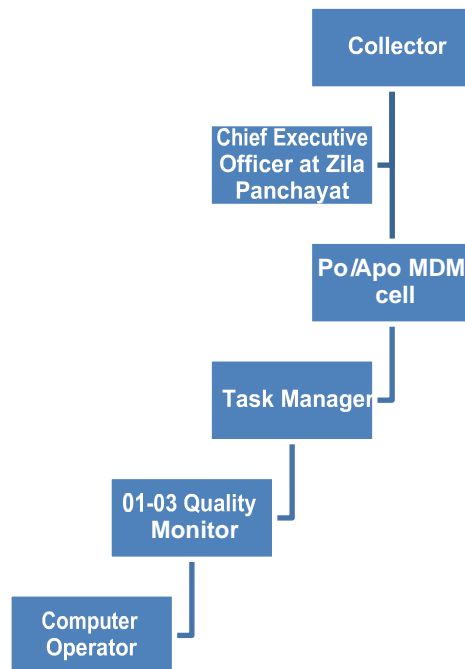 Collector
Chief Executive
Officer at Zila
Panchayat
Po/Apo MDM
cell
Task Manager
01-03 Quality
Monitor
Computer
Operator